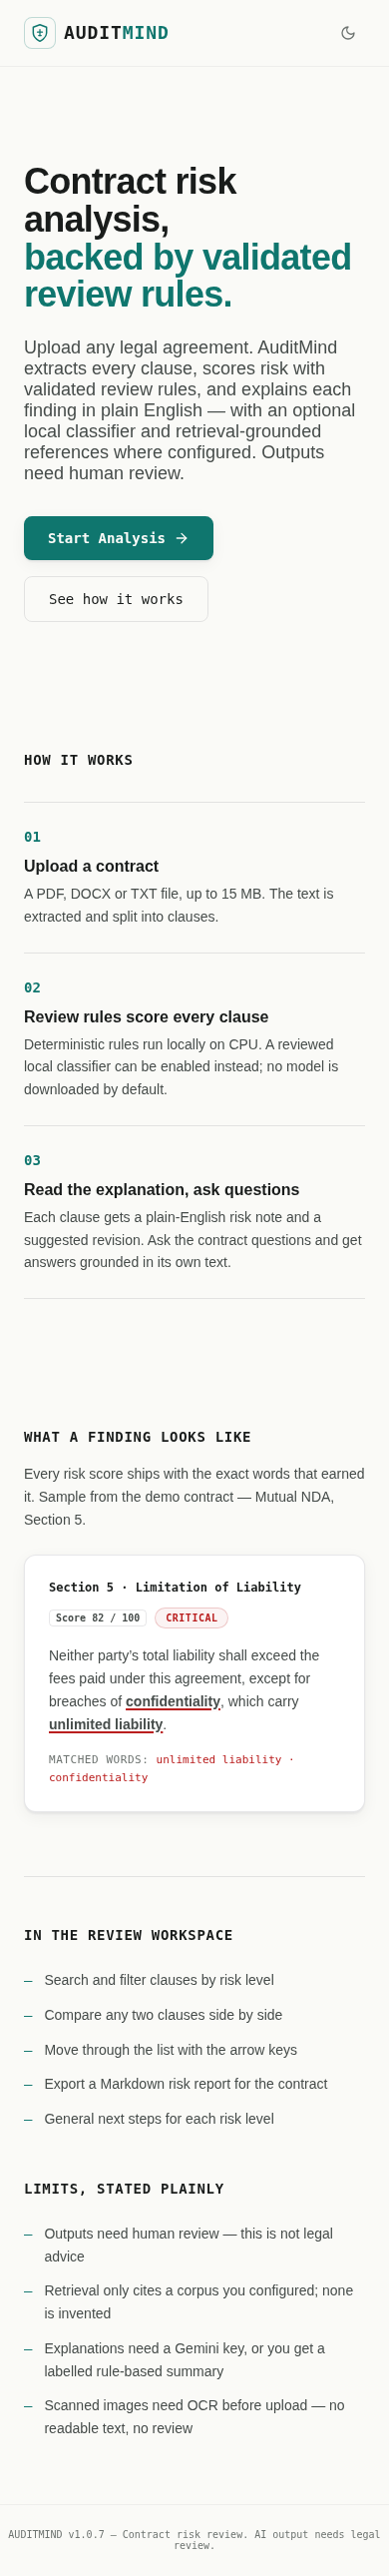 AUDITMIND
Contract risk
analysis,
backed by validated
review rules.
Upload any legal agreement. AuditMind
extracts every clause, scores risk with
validated review rules, and explains each
finding in plain English — with an optional
local classifier and retrieval-grounded
references where configured. Outputs
need human review.
Start Analysis →
See how it works
HOW IT WORKS
01
Upload a contract
A PDF, DOCX or TXT file, up to 15 MB. The text is
extracted and split into clauses.
02
Review rules score every clause
Deterministic rules run locally on CPU. A reviewed
local classifier can be enabled instead; no model is
downloaded by default.
03
Read the explanation, ask questions
Each clause gets a plain-English risk note and a
suggested revision. Ask the contract questions and get
answers grounded in its own text.
WHAT A FINDING LOOKS LIKE
Every risk score ships with the exact words that earned
it. Sample from the demo contract — Mutual NDA,
Section 5.
Section 5 · Limitation of Liability
Score 82 / 100 CRITICAL
Neither party's total liability shall exceed the
fees paid under this agreement, except for
breaches of confidentiality, which carry
unlimited liability.
MATCHED WORDS: unlimited liability ·
confidentiality
IN THE REVIEW WORKSPACE
— Search and filter clauses by risk level
— Compare any two clauses side by side
— Move through the list with the arrow keys
— Export a Markdown risk report for the contract
— General next steps for each risk level
LIMITS, STATED PLAINLY
— Outputs need human review — this is not legal
advice
— Retrieval only cites a corpus you configured; none
is invented
— Explanations need a Gemini key, or you get a
labelled rule-based summary
— Scanned images need OCR before upload — no
readable text, no review
AUDITMIND v1.0.7 — Contract risk review. AI output needs legal
review.